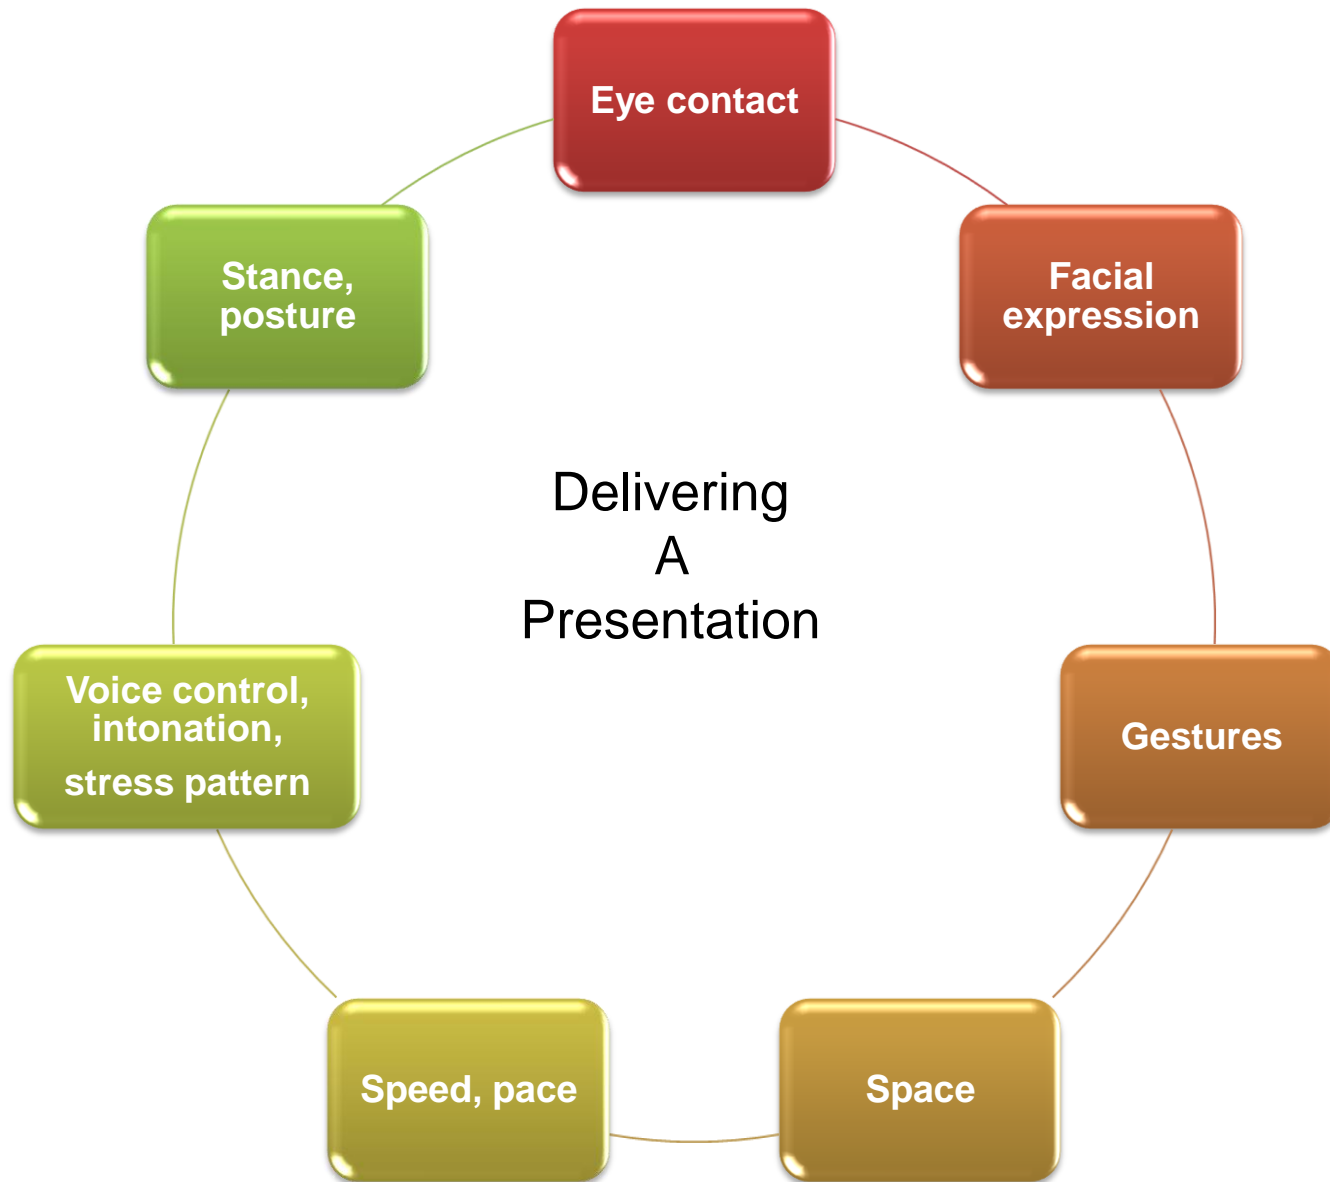 Eye contact
Facial
expression
Gestures
Space
Speed, pace
Voice control,
intonation,
stress pattern
Stance,
posture
Delivering
A
Presentation